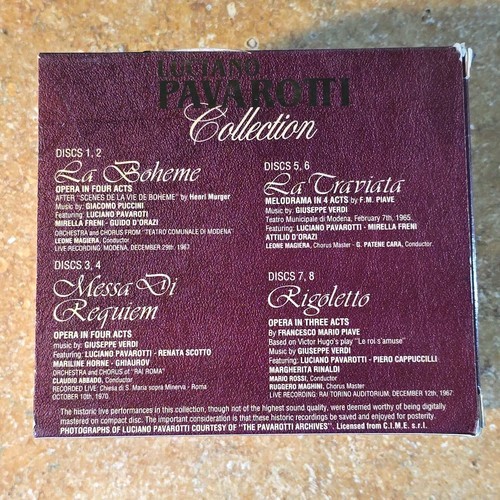 LUCIANO
PAVAROTTI
Collection
DISCS 1, 2
La Boheme
OPERA IN FOUR ACTS
AFTER "SCENES DE LA VIE DE BOHEME" by Henri Murger
Music by: GIACOMO PUCCINI
Featuring: LUCIANO PAVAROTI
MIRELLA FRENI - GUIDO D'ORAZI
ORCHESTRA and CHORUS FROM "TEATRO COMUNALE DI MODENA"
LEONE MAGIERA, Conductor
LIVE RECORDING: MODENA, DECEMBER 29th, 1967.
DISCS 3, 4
Messa Di
Requiem
OPERA IN FOUR ACTS
music by: GIUSEPPE VERDI
Featuring: LUCIANO PAVAROTTI - RENATA SCOTTO
MARILINE HORNE - GHIAUROV
ORCHESTRA and CHORUS OF "RAI ROMA"
CLAUDIO ABBADO, Conductor
RECORDED LIVE: Chiesa di S. Maria sopra Minerva - Roma
OCTOBER 10th, 1970.
DISCS 5, 6
La Traviata
MELODRAMA IN 4 ACTS by F.M. PIAVE
Music by: GIUSEPPE VERDI
Teatro Municipale di Modena, February 7th, 1965.
Featuring: LUCIANO PAVAROTTI - MIRELLA FRENI
ATTILIO D'ORAZI
LEONE MAGIERA, Chorus Master - G. PATENE CARA, Conductor.
DISCS 7, 8
Rigoletto
OPERA IN THREE ACTS
By FRANCESCO MARIO PIAVE
Based on Victor Hugo's play "Le roi s'amuse"
Music by GIUSEPPE VERDI
Featuring: LUCIANO PAVAROTTI - PIERO CAPPUCCILLI
MARGHERITA RINALDI
MARIO ROSSI, Conductor
RUGGERO MAGHINI, Chorus Master
LIVE RECORDING: RAI TORINO AUDITORIUM, DECEMBER 12th, 1967
The historic live performances in this collection, though not of the highest sound quality, were deemed worthy of being digitally
mastered on compact disc. The important consideration is that these historic recordings be saved and enjoyed for posterity.
PHOTOGRAPHS OF LUCIANO PAVAROTTI COURTESY OF "THE PAVAROTTI ARCHIVES". Licensed from C.I.M.E. s.r.l.